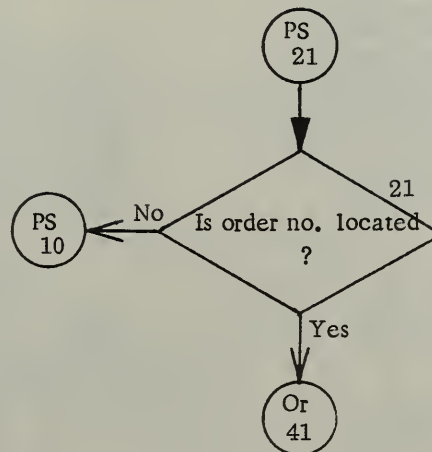 PS
21
21
Is order no. located
?
No
PS
10
Yes
Or
41